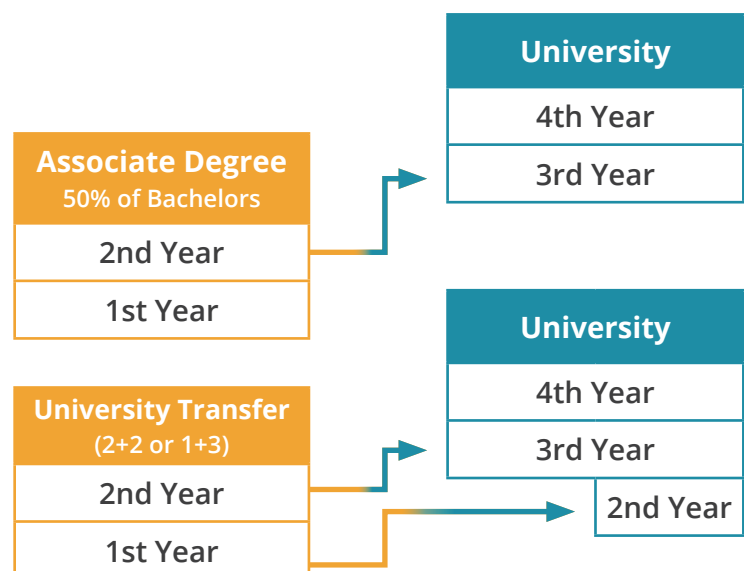 University
4th Year
3rd Year
Associate Degree
50% of Bachelors
2nd Year
1st Year
University
4th Year
3rd Year
2nd Year
University Transfer
(2+2 or 1+3)
2nd Year
1st Year